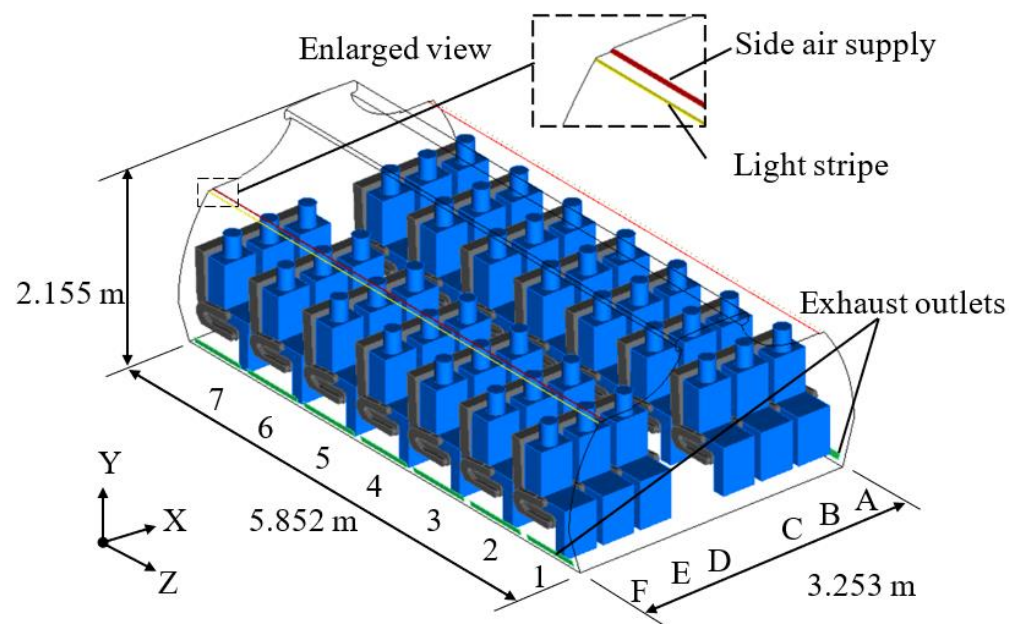 Enlarged view
Side air supply
Light stripe
2.155 m
Exhaust outlets
7
6
5
4
3
2
1
5.852 m
Y
X
Z
A
B
C
D
E
F
3.253 m